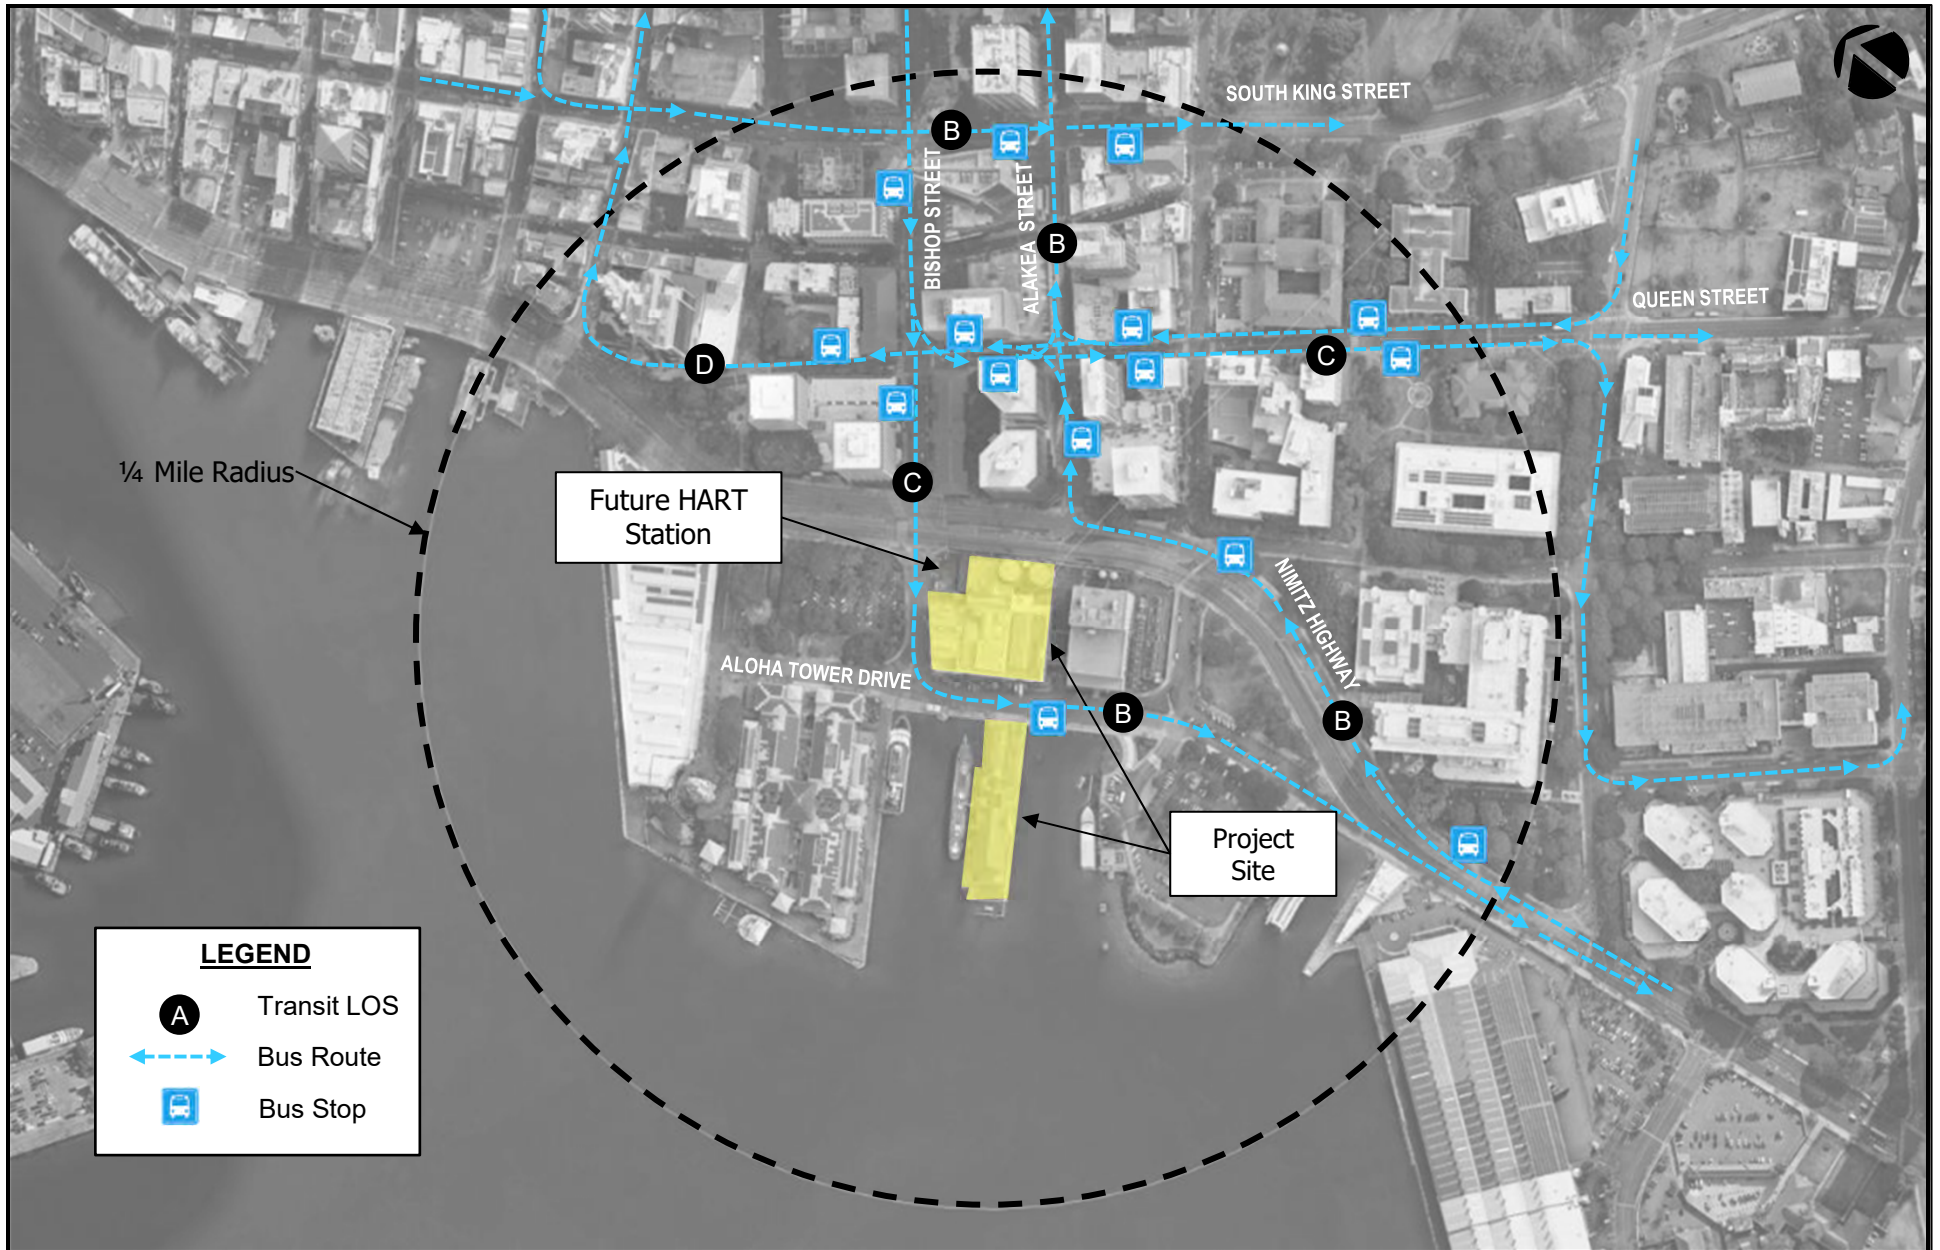 SOUTH KING STREET
B
BISHOP STREET
ALAKEA STREET
B
QUEEN STREET
D
C
¼ Mile Radius
C
Future HART
Station
NIMITZ HIGHWAY
ALOHA TOWER DRIVE
B
B
Project
Site
LEGEND
A
Transit LOS
Bus Route
Bus Stop